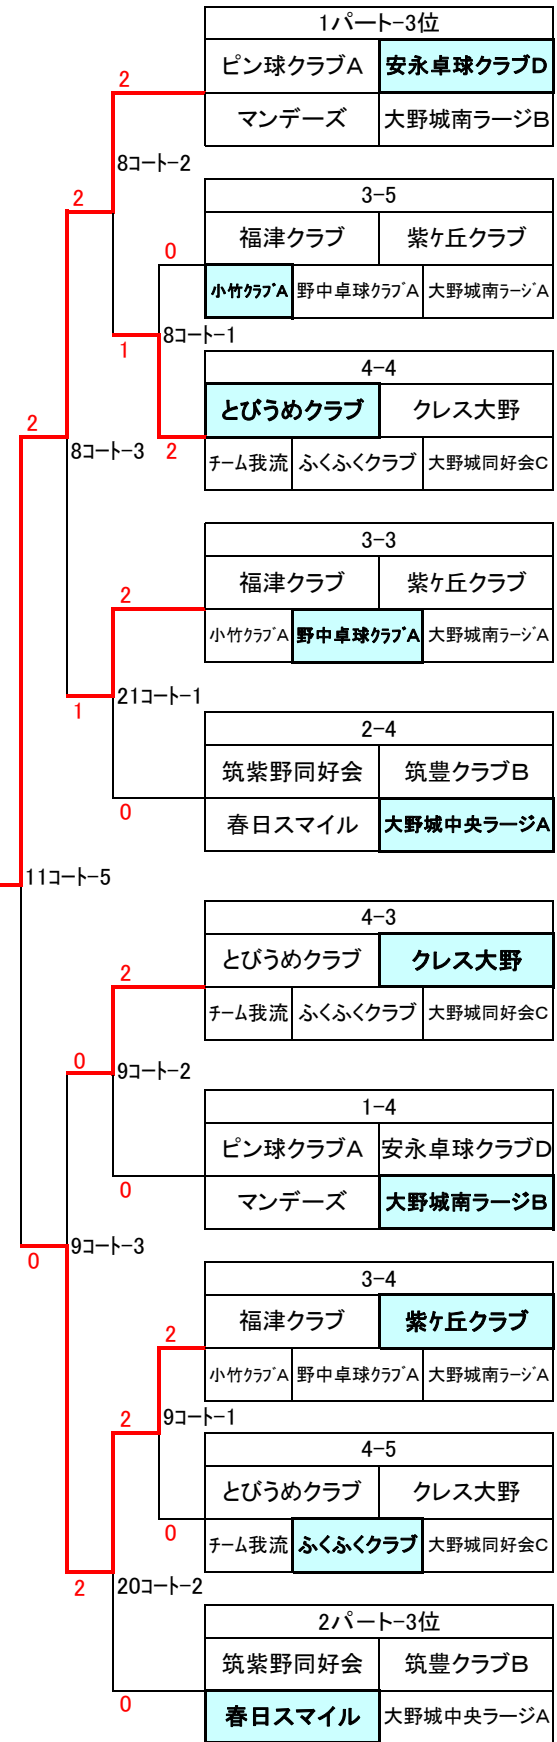 1パート-3位
ピン球クラブA 安永卓球クラブD
2
マンデーズ 大野城南ラージB
8コート-2
2
3-5
福津クラブ 紫ケ丘クラブ
0
小竹クラブA 野中卓球クラブA 大野城南ラージA
8コート-1
1
4-4
とびうめクラブ クレス大野
2
8コート-3
2
チーム我流 ふくふくクラブ 大野城同好会C
3-3
福津クラブ 紫ケ丘クラブ
2
小竹クラブA 野中卓球クラブA 大野城南ラージA
21コート-1
1
2-4
筑紫野同好会 筑豊クラブB
0
春日スマイル 大野城中央ラージA
11コート-5
4-3
とびうめクラブ クレス大野
2
チーム我流 ふくふくクラブ 大野城同好会C
0
9コート-2
1-4
ピン球クラブA 安永卓球クラブD
0
マンデーズ 大野城南ラージB
9コート-3
0
3-4
福津クラブ 紫ケ丘クラブ
2
小竹クラブA 野中卓球クラブA 大野城南ラージA
2
9コート-1
4-5
とびうめクラブ クレス大野
0
チーム我流 ふくふくクラブ 大野城同好会C
2
20コート-2
2パート-3位
筑紫野同好会 筑豊クラブB
0
春日スマイル 大野城中央ラージA